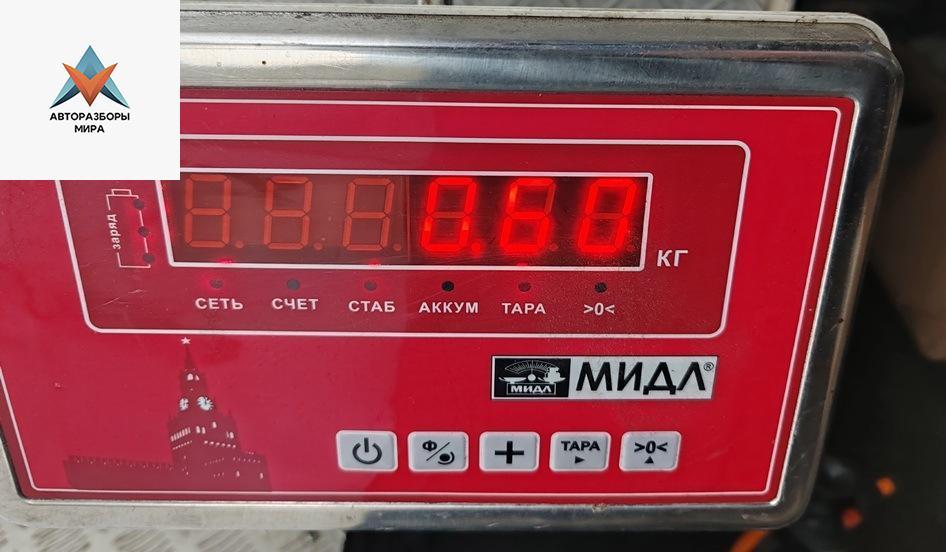 АВТОРАЗБОРЫ
МИРА
заряд
0.60
КГ
СЕТЬ СЧЕТ СТАБ АККУМ ТАРА >0<
МИДЛ МИДЛ®
Ф/ + ТАРА >0<